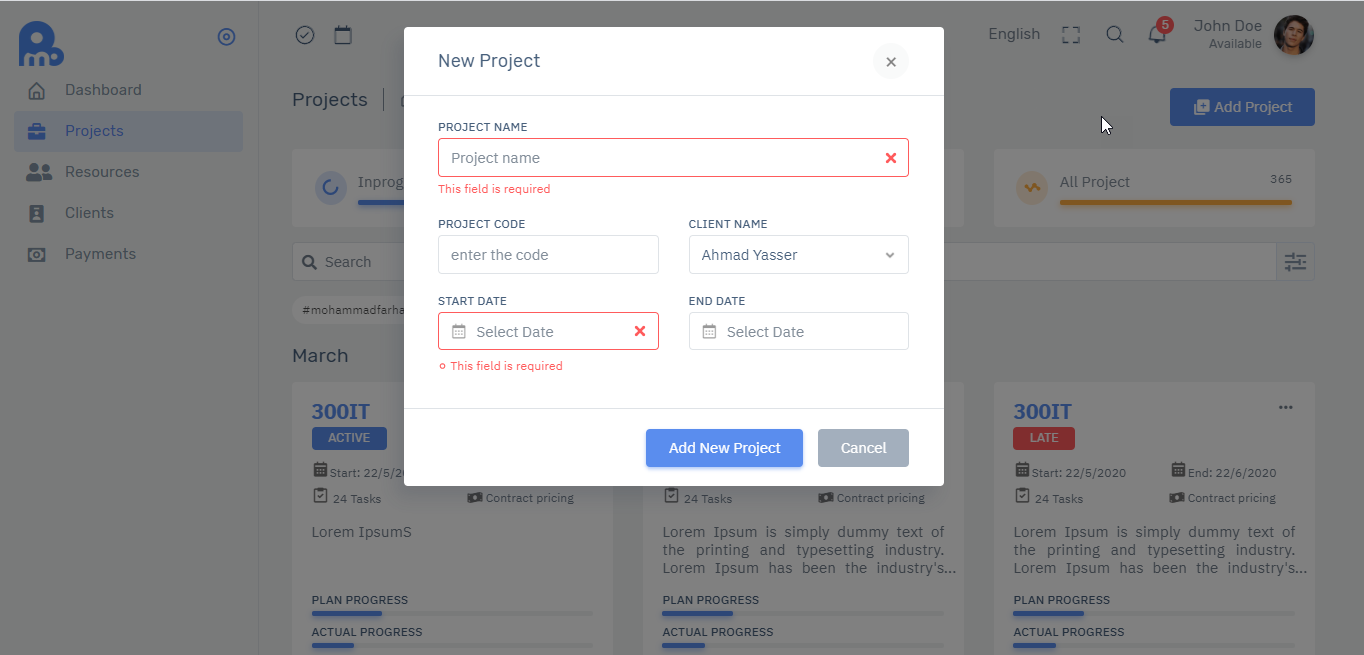 English
5
John Doe
Available
Dashboard
Projects
Resources
Clients
Payments
Projects
Add Project
New Project
PROJECT NAME
Project name
This field is required
PROJECT CODE
CLIENT NAME
enter the code
Ahmad Yasser
START DATE
END DATE
Select Date
Select Date
This field is required
Add New Project
Cancel
All Project
365
Search
March
300IT
ACTIVE
24 Tasks
Contract pricing
Lorem IpsumS
PLAN PROGRESS
ACTUAL PROGRESS
24 Tasks
Contract pricing
Lorem Ipsum is simply dummy text of
the printing and typesetting industry.
Lorem Ipsum has been the industry's...
PLAN PROGRESS
ACTUAL PROGRESS
300IT
LATE
Start: 22/5/2020
End: 22/6/2020
24 Tasks
Contract pricing
Lorem Ipsum is simply dummy text of
the printing and typesetting industry.
Lorem Ipsum has been the industry's...
PLAN PROGRESS
ACTUAL PROGRESS